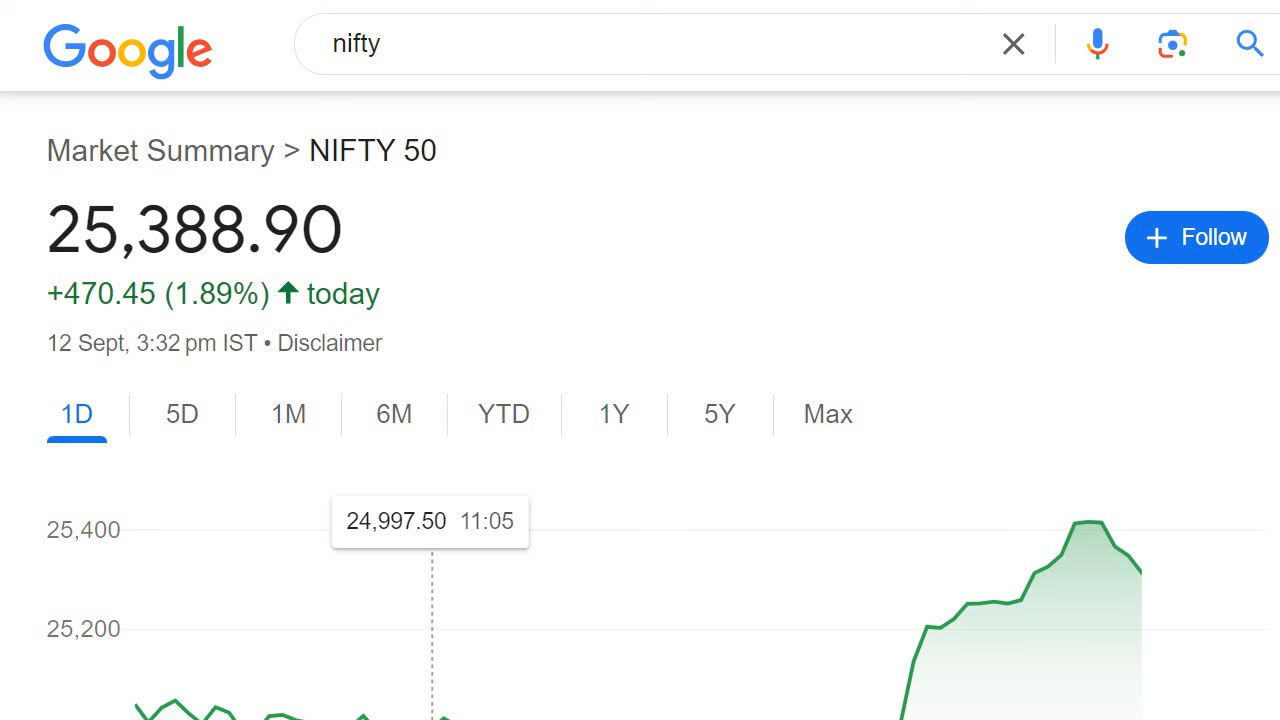 Google
nifty
Market Summary > NIFTY 50
25,388.90
+ Follow
+470.45 (1.89%) ↑ today
12 Sept, 3:32 pm IST • Disclaimer
1D 5D 1M 6M YTD 1Y 5Y Max
24,997.50 11:05
25,400
25,200